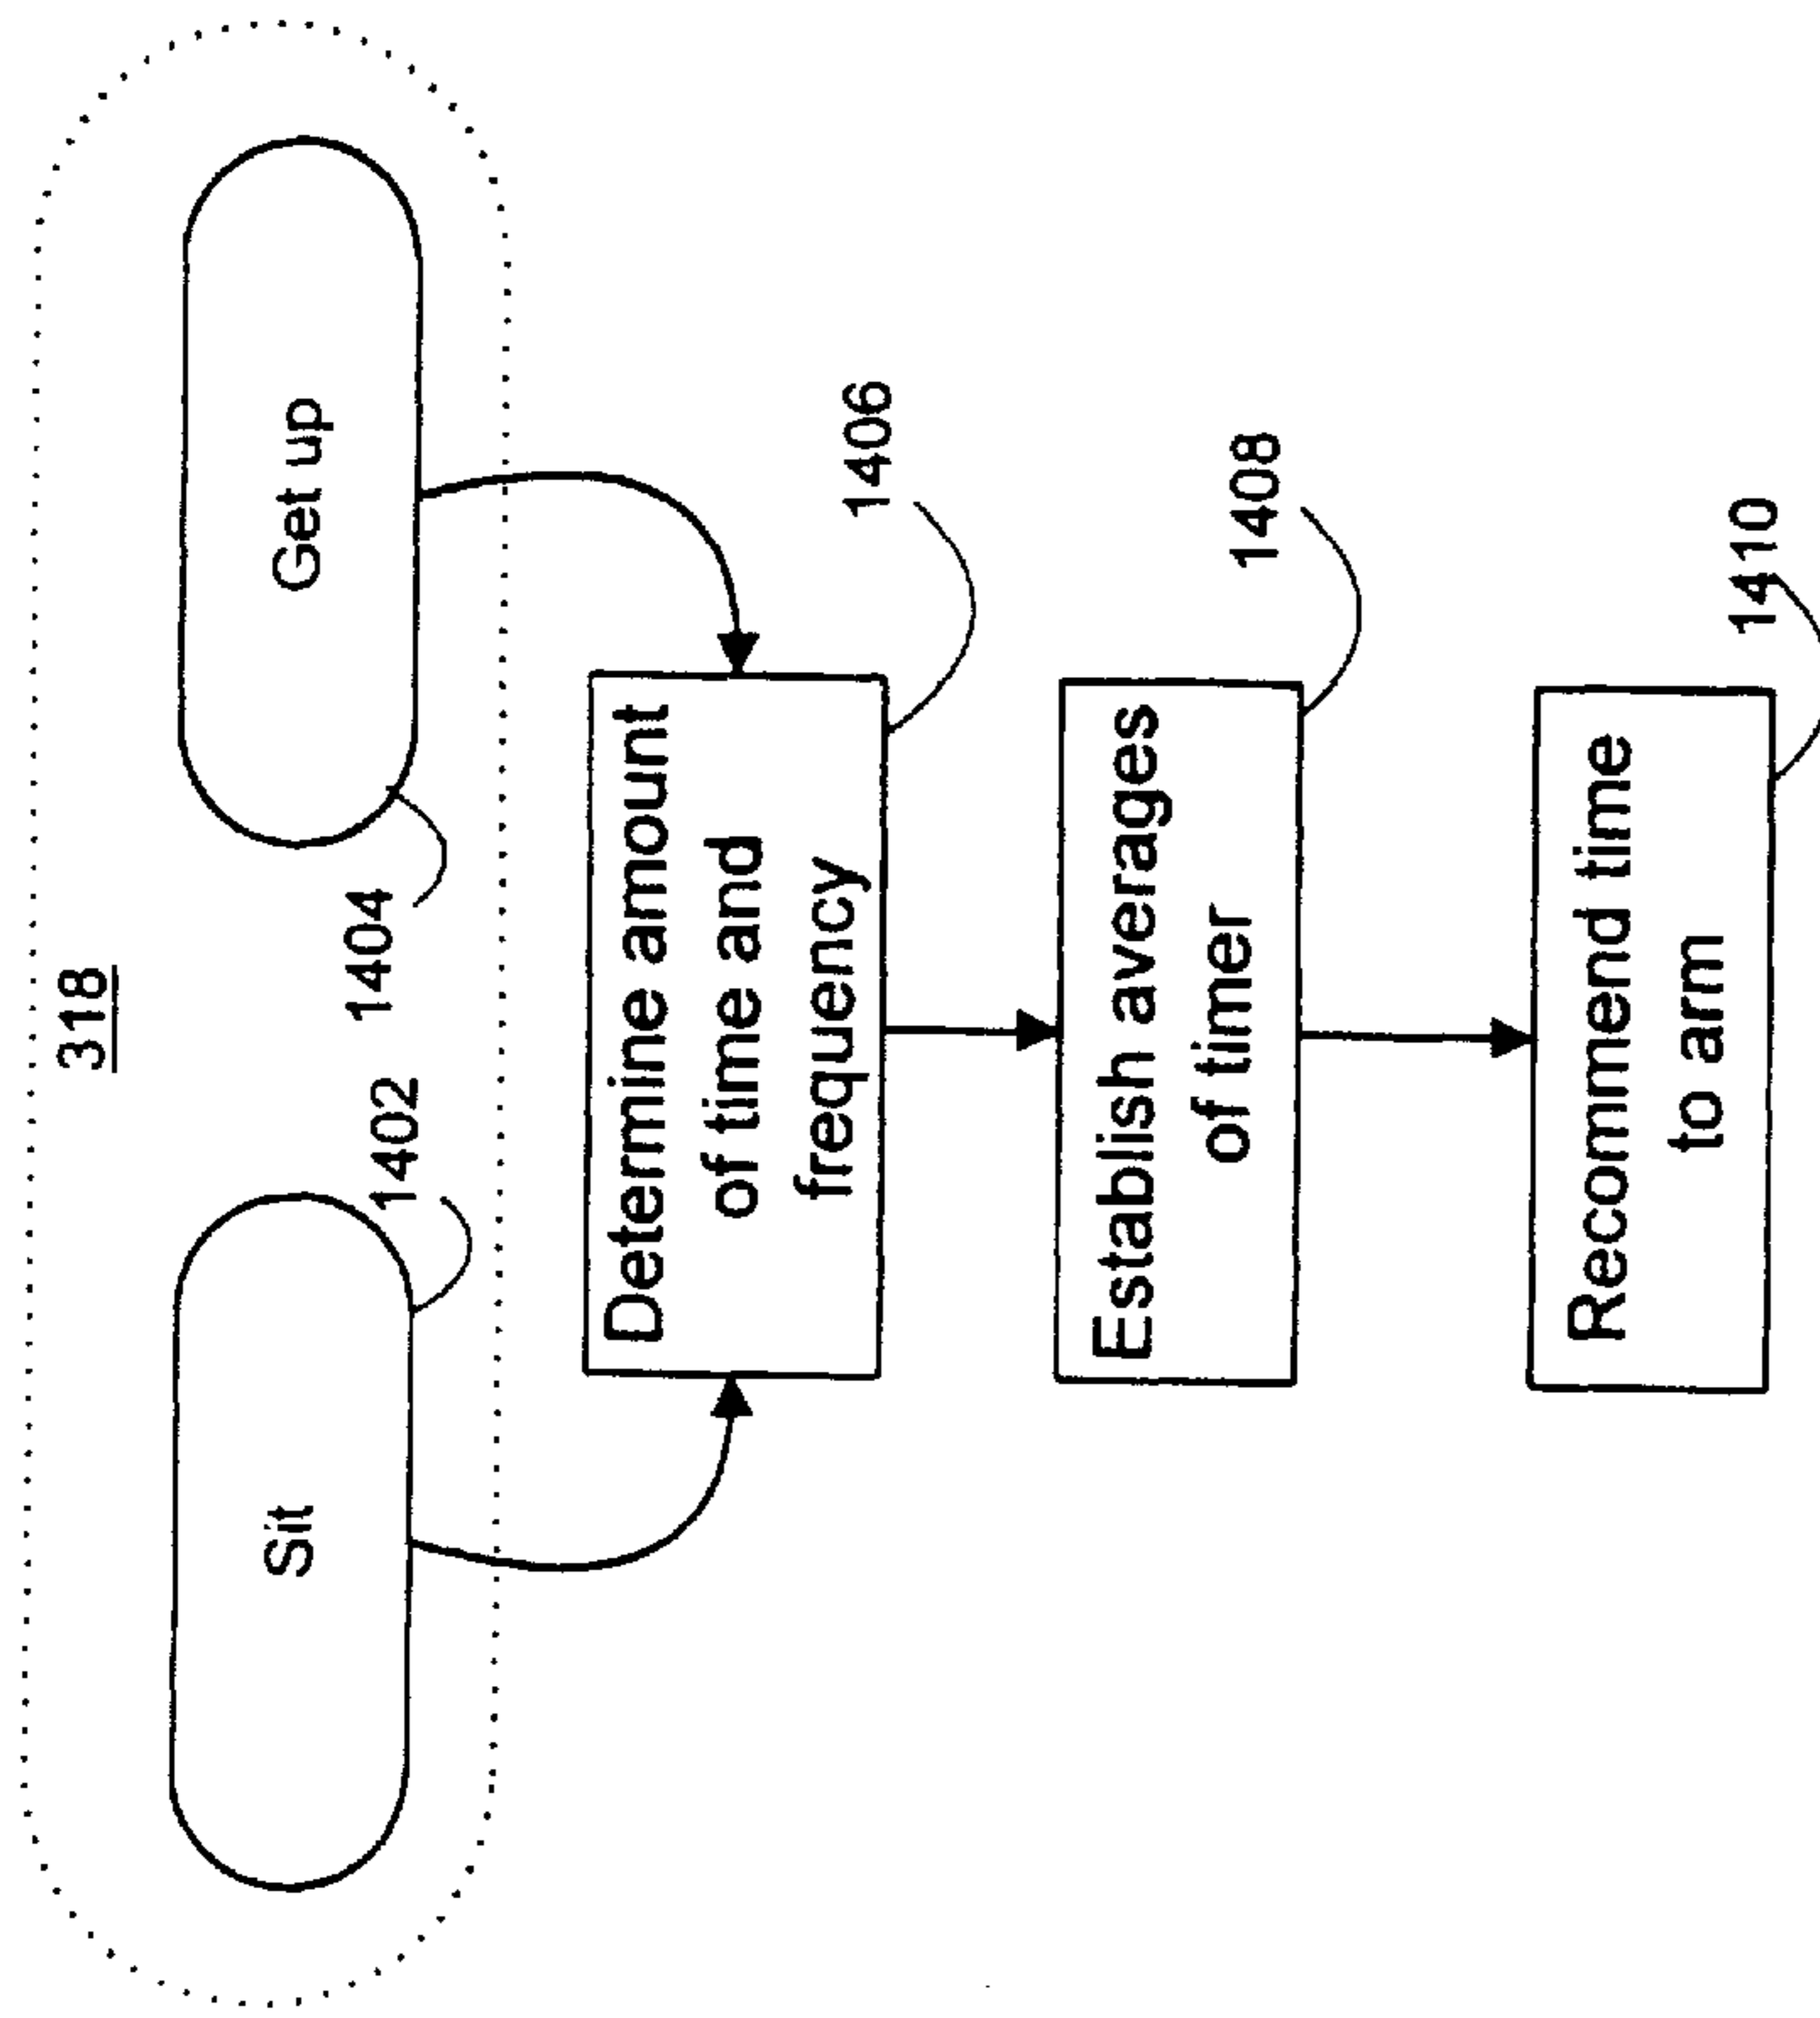 318
Sit
1402
Get up
1404
Determine amount
of time and
frequency
1406
Establish averages
of timer
1408
Recommend time
to arm
1410